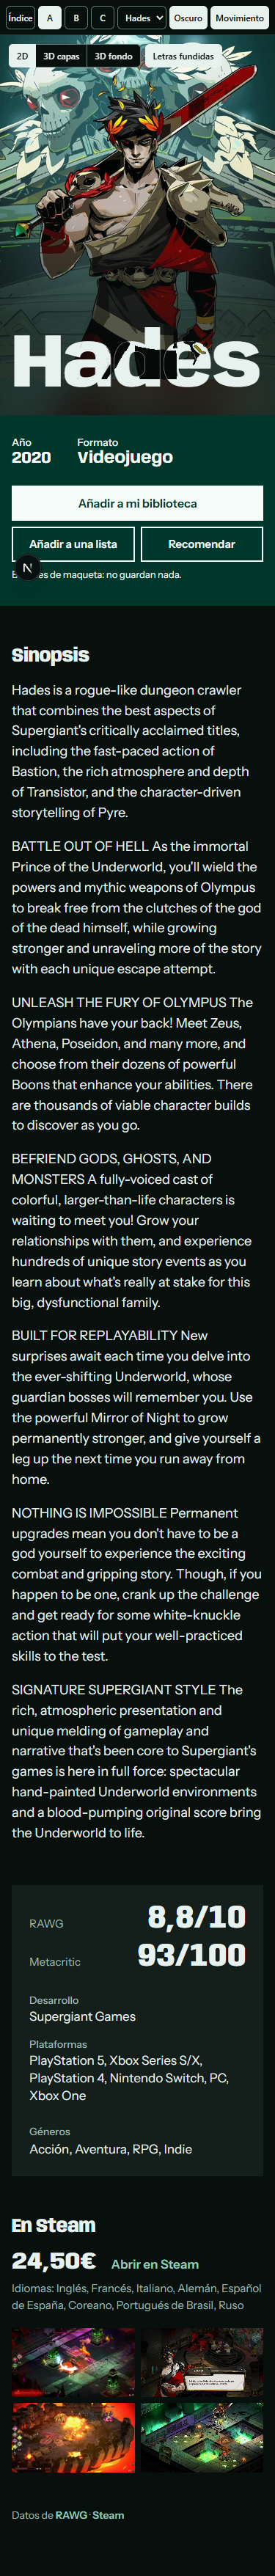 Índice
A
B
C
Hades
Oscuro
Movimiento
2D
3D capas
3D fondo
Letras fundidas
Hades
Año
Formato
2020
Videojuego
Añadir a mi biblioteca
Añadir a una lista
Recomendar
N
es de maqueta: no guardan nada.
Sinopsis
Hades is a rogue-like dungeon crawler
that combines the best aspects of
Supergiant's critically acclaimed titles,
including the fast-paced action of
Bastion, the rich atmosphere and depth
of Transistor, and the character-driven
storytelling of Pyre.
BATTLE OUT OF HELL As the immortal
Prince of the Underworld, you'll wield the
powers and mythic weapons of Olympus
to break free from the clutches of the god
of the dead himself, while growing
stronger and unraveling more of the story
with each unique escape attempt.
UNLEASH THE FURY OF OLYMPUS The
Olympians have your back! Meet Zeus,
Athena, Poseidon, and many more, and
choose from their dozens of powerful
Boons that enhance your abilities. There
are thousands of viable character builds
to discover as you go.
BEFRIEND GODS, GHOSTS, AND
MONSTERS A fully-voiced cast of
colorful, larger-than-life characters is
waiting to meet you! Grow your
relationships with them, and experience
hundreds of unique story events as you
learn about what's really at stake for this
big, dysfunctional family.
BUILT FOR REPLAYABILITY New
surprises await each time you delve into
the ever-shifting Underworld, whose
guardian bosses will remember you. Use
the powerful Mirror of Night to grow
permanently stronger, and give yourself a
leg up the next time you run away from
home.
NOTHING IS IMPOSSIBLE Permanent
upgrades mean you don't have to be a
god yourself to experience the exciting
combat and gripping story. Though, if you
happen to be one, crank up the challenge
and get ready for some white-knuckle
action that will put your well-practiced
skills to the test.
SIGNATURE SUPERGIANT STYLE The
rich, atmospheric presentation and
unique melding of gameplay and
narrative that's been core to Supergiant's
games is here in full force: spectacular
hand-painted Underworld environments
and a blood-pumping original score bring
the Underworld to life.
RAWG
8,8/10
Metacritic
93/100
Desarrollo
Supergiant Games
Plataformas
PlayStation 5, Xbox Series S/X,
PlayStation 4, Nintendo Switch, PC,
Xbox One
Géneros
Acción, Aventura, RPG, Indie
En Steam
24,50€
Abrir en Steam
Idiomas: Inglés, Francés, Italiano, Alemán, Español
de España, Coreano, Portugués de Brasil, Ruso
Datos de RAWG · Steam